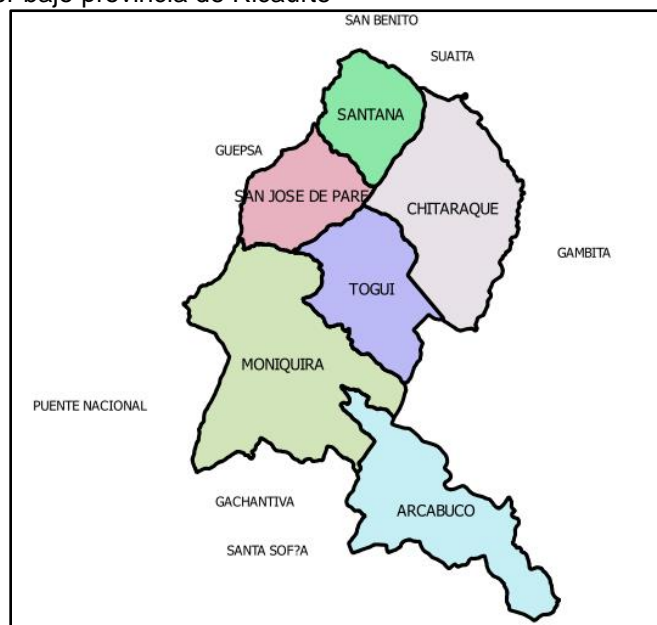 r bajo provincia de Ricaurte
SAN BENITO
SUAITA
SANTANA
GUEPSA
SAN JOSE DE PARE
CHITARAQUE
GAMBITA
TOGUI
MONIQUIRA
PUENTE NACIONAL
GACHANTIVA
ARCABUCO
SANTA SOF?A